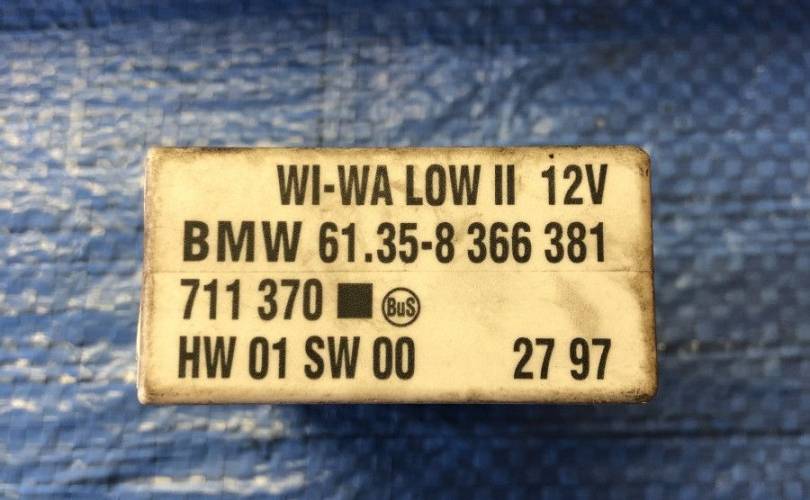 WI-WA LOW II 12V
BMW 61.35-8 366 381
711 370 ■ BuS
HW 01 SW 00 27 97